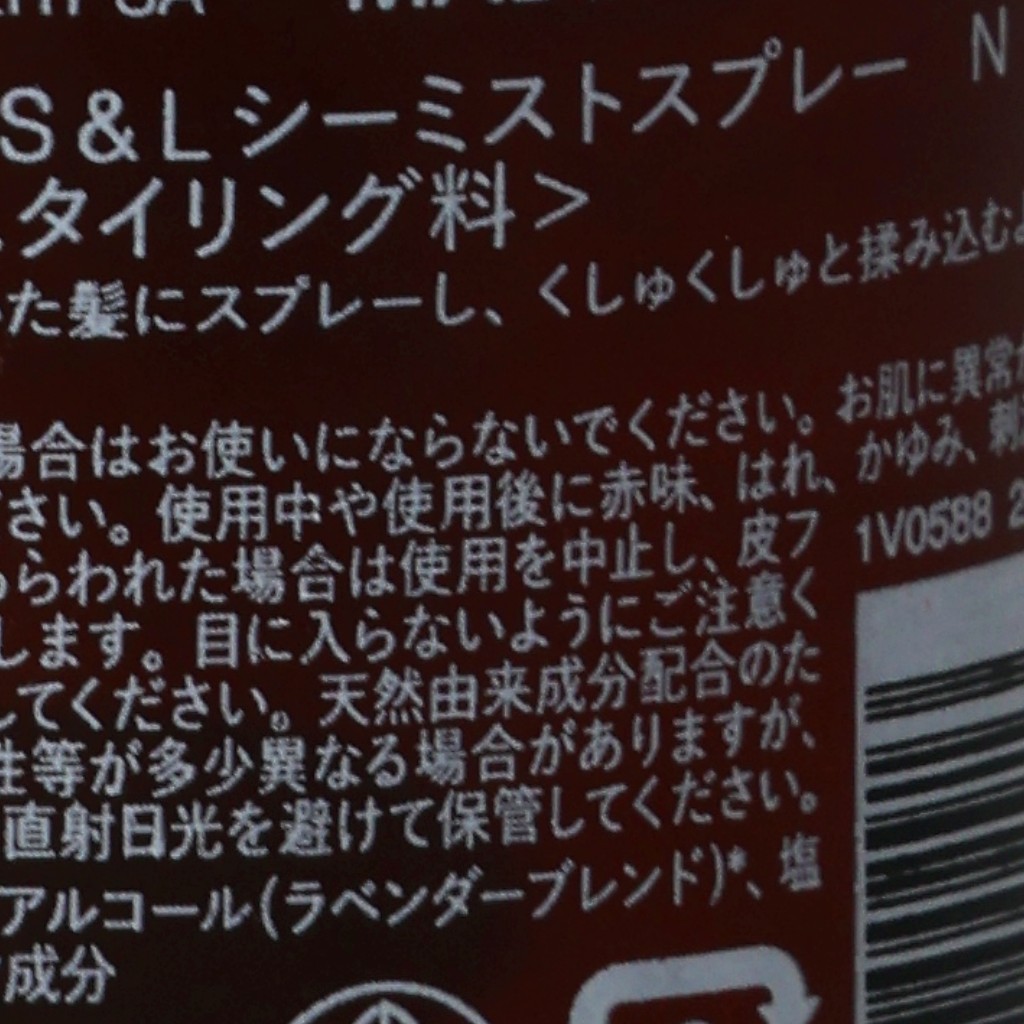 S&Lシーミストスプレー N
タイリング料>
た髪にスプレーし、くしゅくしゅと揉み込む
場合はお使いにならないでください。お肌に異常
さい。使用中や使用後に赤味、はれ、かゆみ、刺
らわれた場合は使用を中止し、皮フ
します。目に入らないようにご注意く
してください。天然由来成分配合のた
性等が多少異なる場合がありますが、
直射日光を避けて保管してください。
アルコール(ラベンダーブレンド)*、塩
成分
1V0588